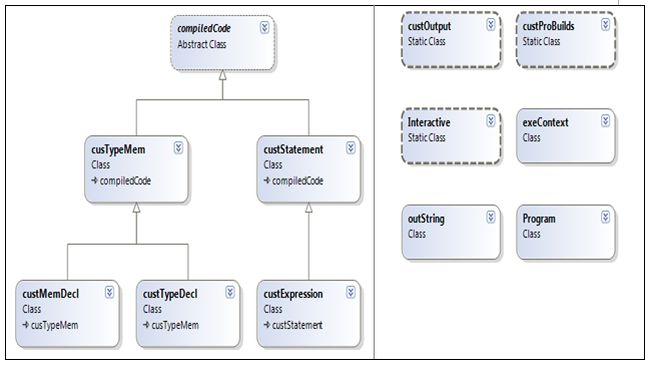 compiledCode
Abstract Class
cusTypeMem
Class
→ compiledCode
custStatement
Class
→ compiledCode
custMemDecl
Class
→ cusTypeMem
custTypeDecl
Class
→ cusTypeMem
custExpression
Class
→ custStatement
custOutput
Static Class
custProBuilds
Static Class
Interactive
Static Class
exeContext
Class
outString
Class
Program
Class